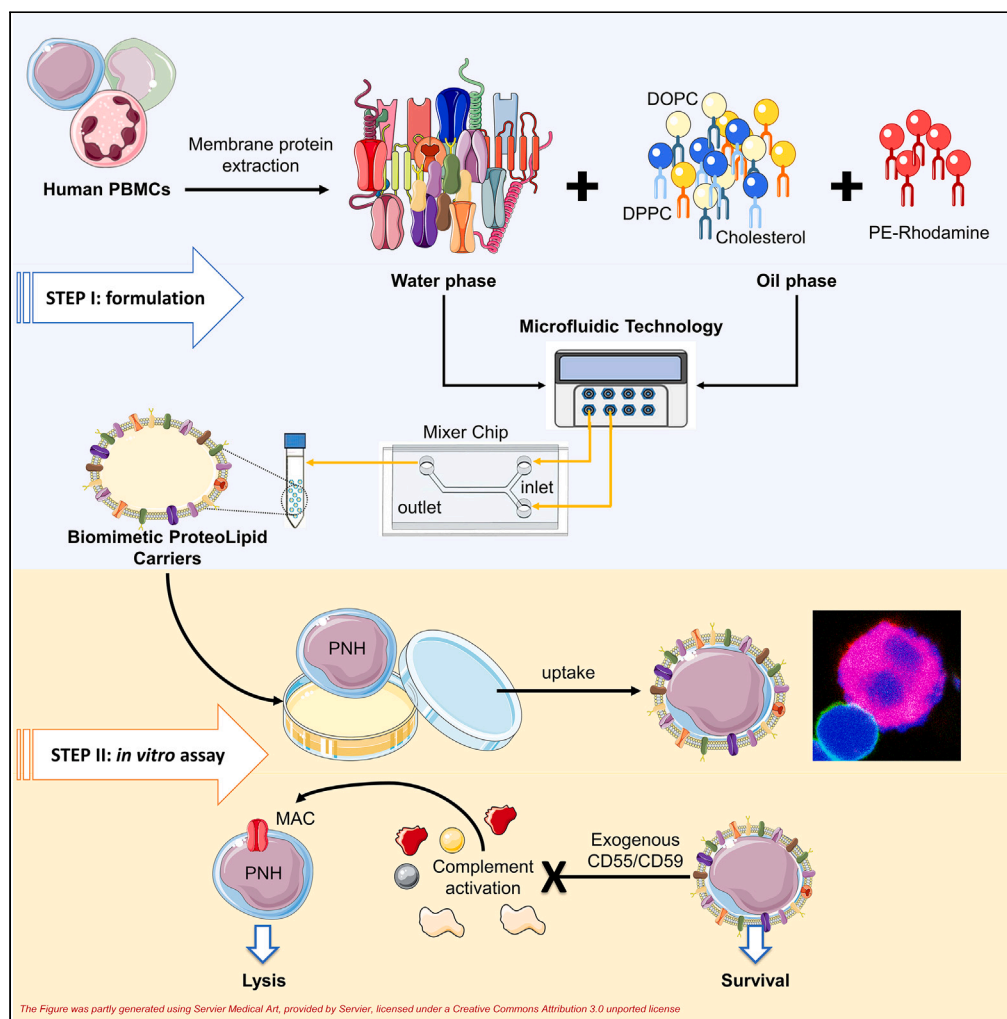 Human PBMCs
Membrane protein
extraction
DOPC
DPPC
Cholesterol
PE-Rhodamine
STEP I: formulation
Water phase
Oil phase
Microfluidic Technology
Mixer Chip
inlet
outlet
Biomimetic ProteoLipid
Carriers
PNH
uptake
STEP II: in vitro assay
MAC
PNH
Complement
activation
X
Exogenous
CD55/CD59
Lysis
Survival
The Figure was partly generated using Servier Medical Art, provided by Servier, licensed under a Creative Commons Attribution 3.0 unported license